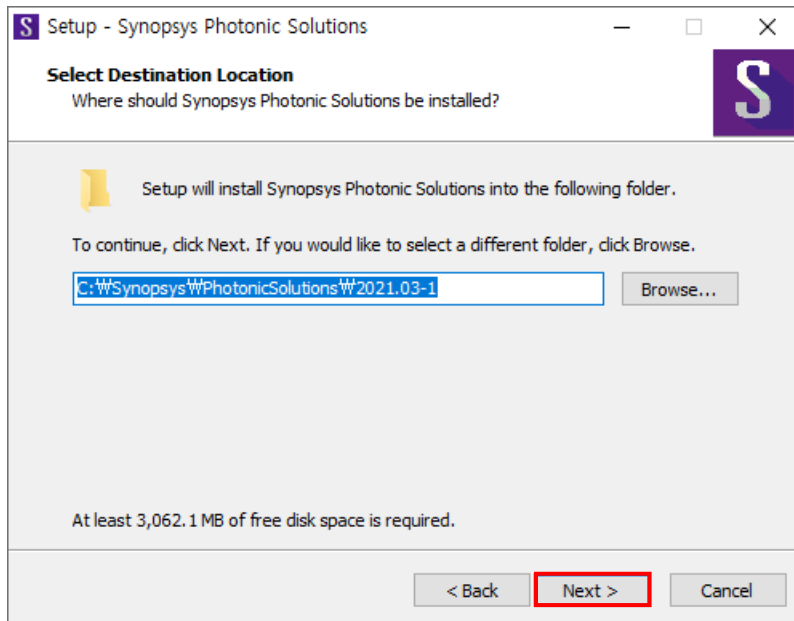 S Setup - Synopsys Photonic Solutions
Select Destination Location
Where should Synopsys Photonic Solutions be installed?
S
Setup will install Synopsys Photonic Solutions into the following folder.
To continue, click Next. If you would like to select a different folder, click Browse.
C:₩Synopsys₩PhotonicSolutions₩2021.03-1 Browse...
At least 3,062.1 MB of free disk space is required.
< Back Next > Cancel